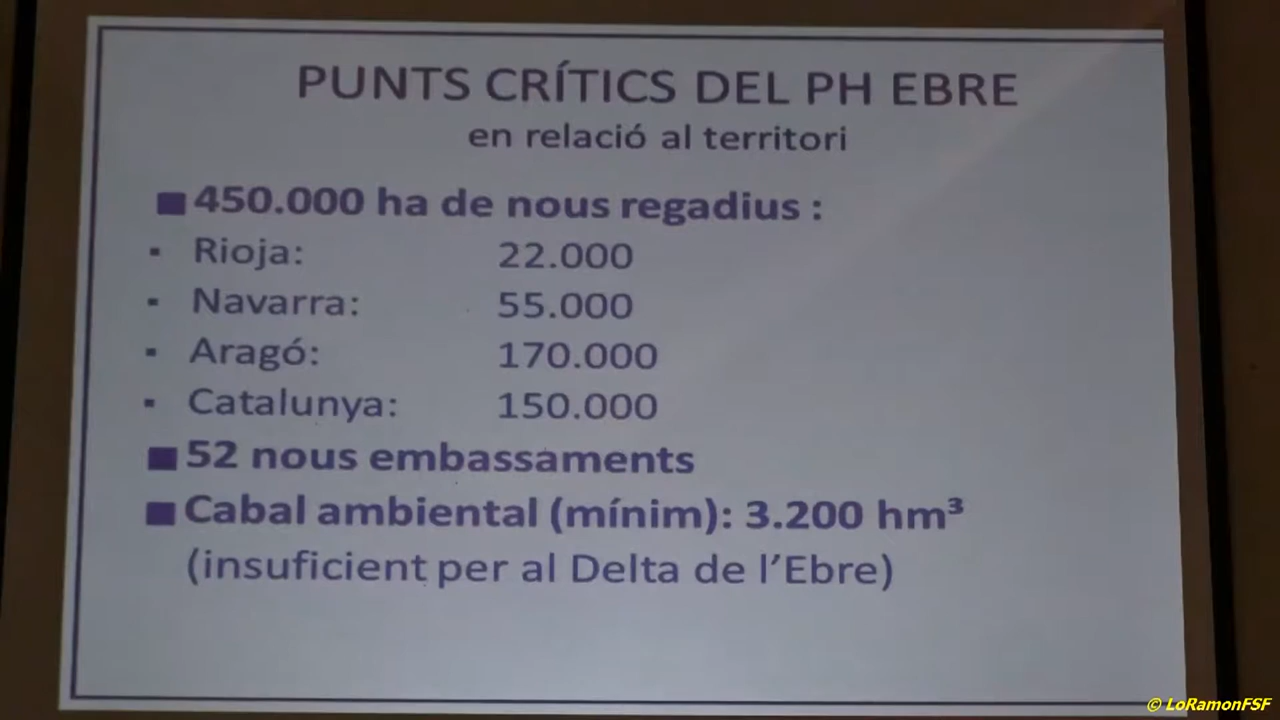 PUNTS CRÍTICS DEL PH EBRE
en relació al territori
■ 450.000 ha de nous regadius :
▪ Rioja: 22.000
▪ Navarra: 55.000
▪ Aragó: 170.000
▪ Catalunya: 150.000
■ 52 nous embassaments
■ Cabal ambiental (mínim): 3.200 hm³
(insuficient per al Delta de l’Ebre)
© LoRamonFSF